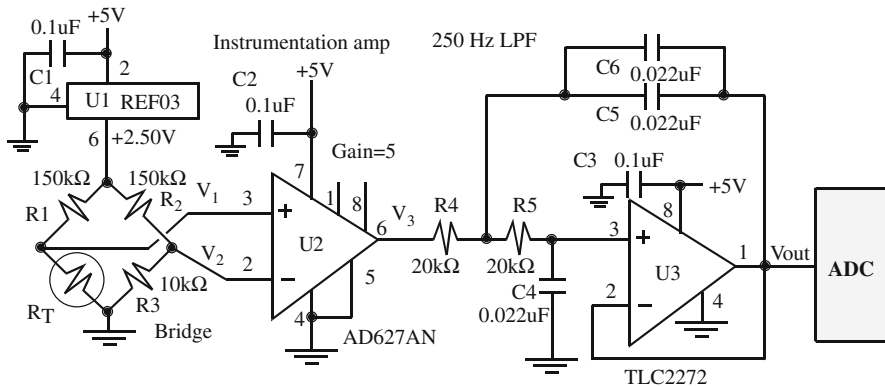 +5V
0.1uF
C1
2
4
U1 REF03
6
+2.50V
150kΩ
150kΩ
R1
R2
RT
R3
10kΩ
Bridge
V1
V2
Instrumentation amp
C2
+5V
0.1uF
Gain=5
7
1
8
3
+
U2
6
2
−
5
4
AD627AN
V3
R4
20kΩ
R5
20kΩ
250 Hz LPF
C6
0.022uF
C5
0.022uF
C3
0.1uF
+5V
8
3
+
U3
1
2
−
4
TLC2272
C4
0.022uF
Vout
ADC